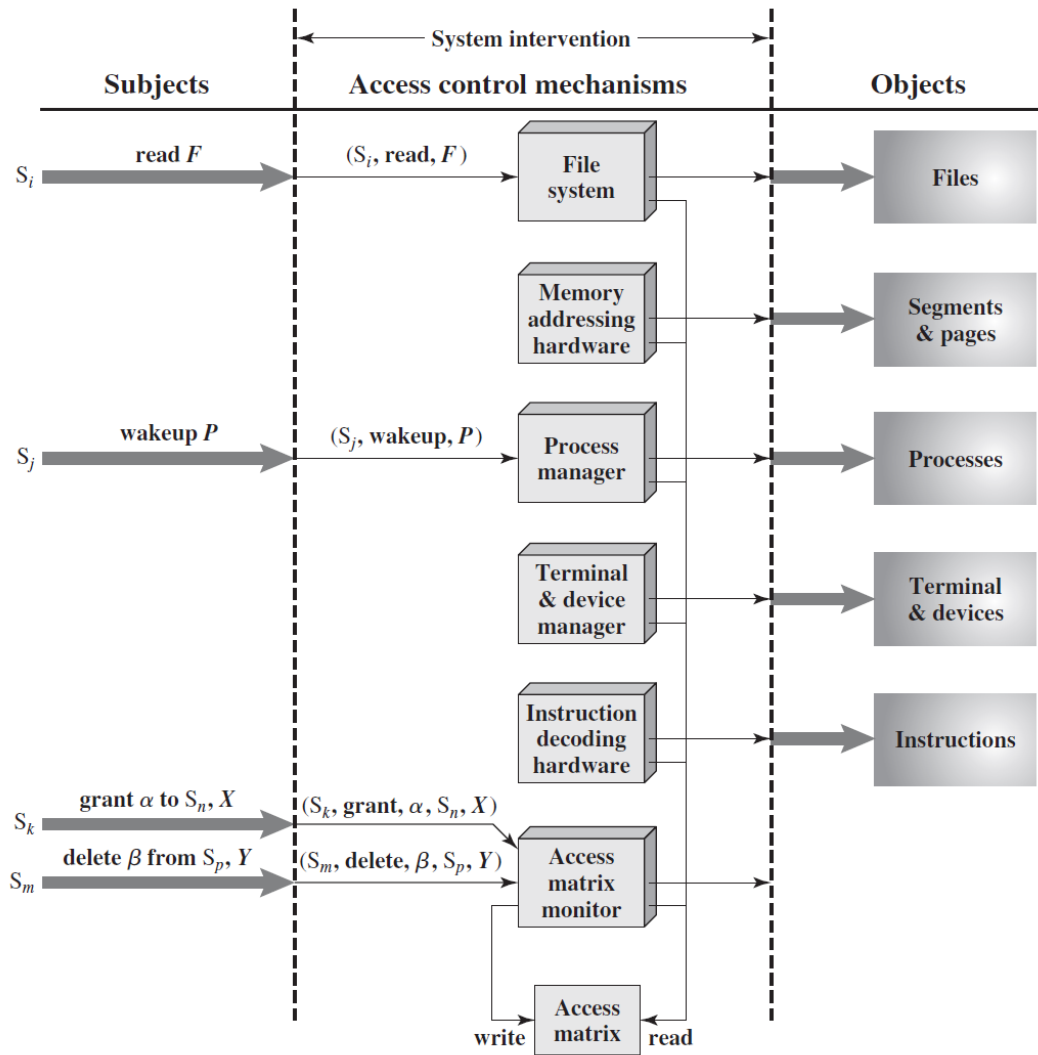 System intervention
Subjects
Access control mechanisms
Objects
Sᵢ
read F
(Sᵢ, read, F)
File
system
Files
Memory
addressing
hardware
Segments
& pages
Sⱼ
wakeup P
(Sⱼ, wakeup, P)
Process
manager
Processes
Terminal
& device
manager
Terminal
& devices
Instruction
decoding
hardware
Instructions
Sₖ
grant α to Sₙ, X
(Sₖ, grant, α, Sₙ, X)
Sₘ
delete β from Sₚ, Y
(Sₘ, delete, β, Sₚ, Y)
Access
matrix
monitor
write
Access
matrix
read